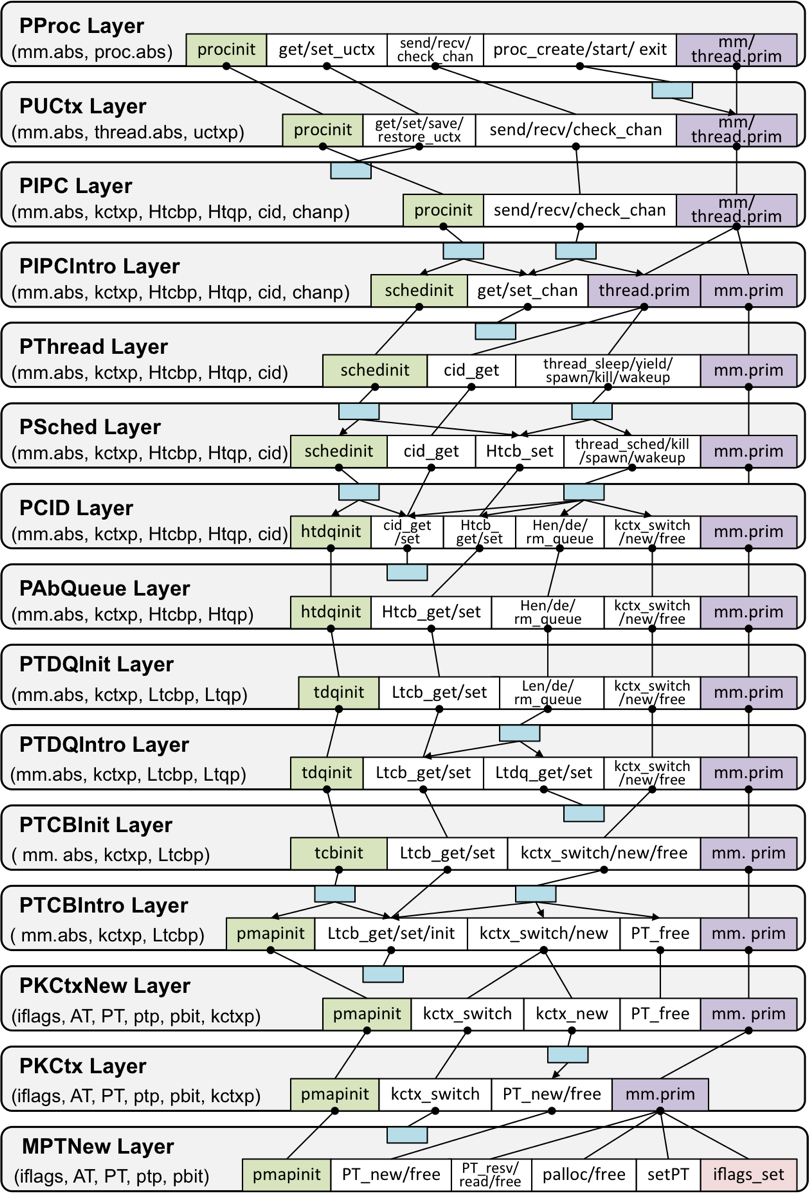 PProc Layer
(mm.abs, proc.abs)
procinit
get/set_uctx
send/recv/
check_chan
proc_create/start/ exit
mm/
thread.prim
PUCtx Layer
(mm.abs, thread.abs, uctxp)
procinit
get/set/save/
restore_uctx
send/recv/check_chan
mm/
thread.prim
PIPC Layer
(mm.abs, kctxp, Htcbp, Htqp, cid, chanp)
procinit
send/recv/check_chan
mm/
thread.prim
PIPCIntro Layer
(mm.abs, kctxp, Htcbp, Htqp, cid, chanp)
schedinit
get/set_chan
thread.prim
mm.prim
PThread Layer
(mm.abs, kctxp, Htcbp, Htqp, cid)
schedinit
cid_get
thread_sleep/yield/
spawn/kill/wakeup
mm.prim
PSched Layer
(mm.abs, kctxp, Htcbp, Htqp, cid)
schedinit
cid_get
Htcb_set
thread_sched/kill
/spawn/wakeup
mm.prim
PCID Layer
(mm.abs, kctxp, Htcbp, Htqp, cid)
htdqinit
cid_get
/set
Htcb_
get/set
Hen/de/
rm_queue
kctx_switch
/new/free
mm.prim
PAbQueue Layer
(mm.abs, kctxp, Htcbp, Htqp)
htdqinit
Htcb_get/set
Hen/de/
rm_queue
kctx_switch
/new/free
mm.prim
PTDQInit Layer
(mm.abs, kctxp, Ltcbp, Ltqp)
tdqinit
Ltcb_get/set
Len/de/
rm_queue
kctx_switch
/new/free
mm.prim
PTDQIntro Layer
(mm.abs, kctxp, Ltcbp, Ltqp)
tdqinit
Ltcb_get/set
Ltdq_get/set
kctx_switch
/new/free
mm.prim
PTCBInit Layer
( mm. abs, kctxp, Ltcbp)
tcbinit
Ltcb_get/set
kctx_switch/new/free
mm. prim
PTCBIntro Layer
( mm.abs, kctxp, Ltcbp)
pmapinit
Ltcb_get/set/init
kctx_switch/new
PT_free
mm. prim
PKCtxNew Layer
(iflags, AT, PT, ptp, pbit, kctxp)
pmapinit
kctx_switch
kctx_new
PT_free
mm. prim
PKCtx Layer
(iflags, AT, PT, ptp, pbit, kctxp)
pmapinit
kctx_switch
PT_new/free
mm.prim
MPTNew Layer
(iflags, AT, PT, ptp, pbit)
pmapinit
PT_new/free
PT_resv/
read/free
palloc/free
setPT
iflags_set